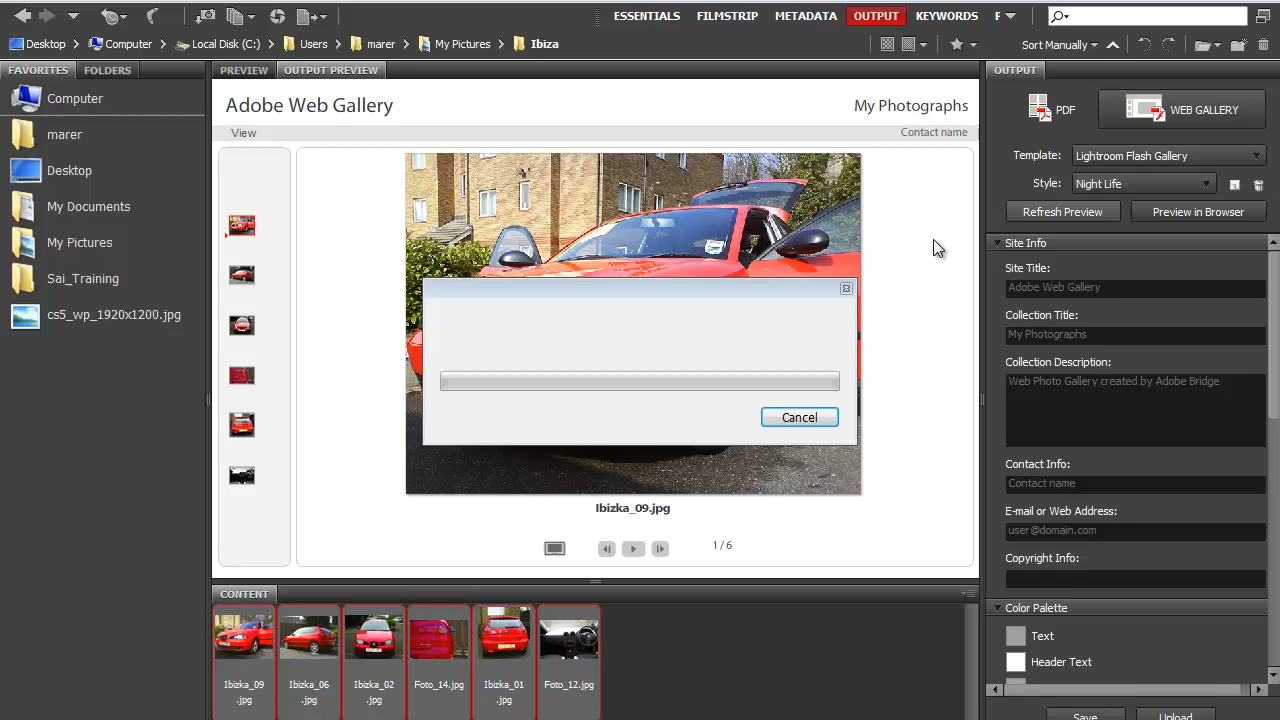 ESSENTIALS FILMSTRIP METADATA OUTPUT KEYWORDS F
Desktop Computer Local Disk (C:) Users marer My Pictures Ibiza Sort Manually
FAVORITES FOLDERS
Computer
marer
Desktop
My Documents
My Pictures
Sai_Training
cs5_wp_1920x1200.jpg
PREVIEW OUTPUT PREVIEW
Adobe Web Gallery My Photographs
View Contact name
Cancel
Ibizka_09.jpg
1 / 6
CONTENT
Ibizka_09.jpg
Ibizka_06.jpg
Ibizka_02.jpg
Foto_14.jpg
Ibizka_01.jpg
Foto_12.jpg
OUTPUT
PDF WEB GALLERY
Template: Lightroom Flash Gallery
Style: Night Life
Refresh Preview Preview in Browser
Site Info
Site Title:
Adobe Web Gallery
Collection Title:
My Photographs
Collection Description:
Web Photo Gallery created by Adobe Bridge
Contact Info:
Contact name
E-mail or Web Address:
user@domain.com
Copyright Info:
Color Palette
Text
Header Text
Save Upload